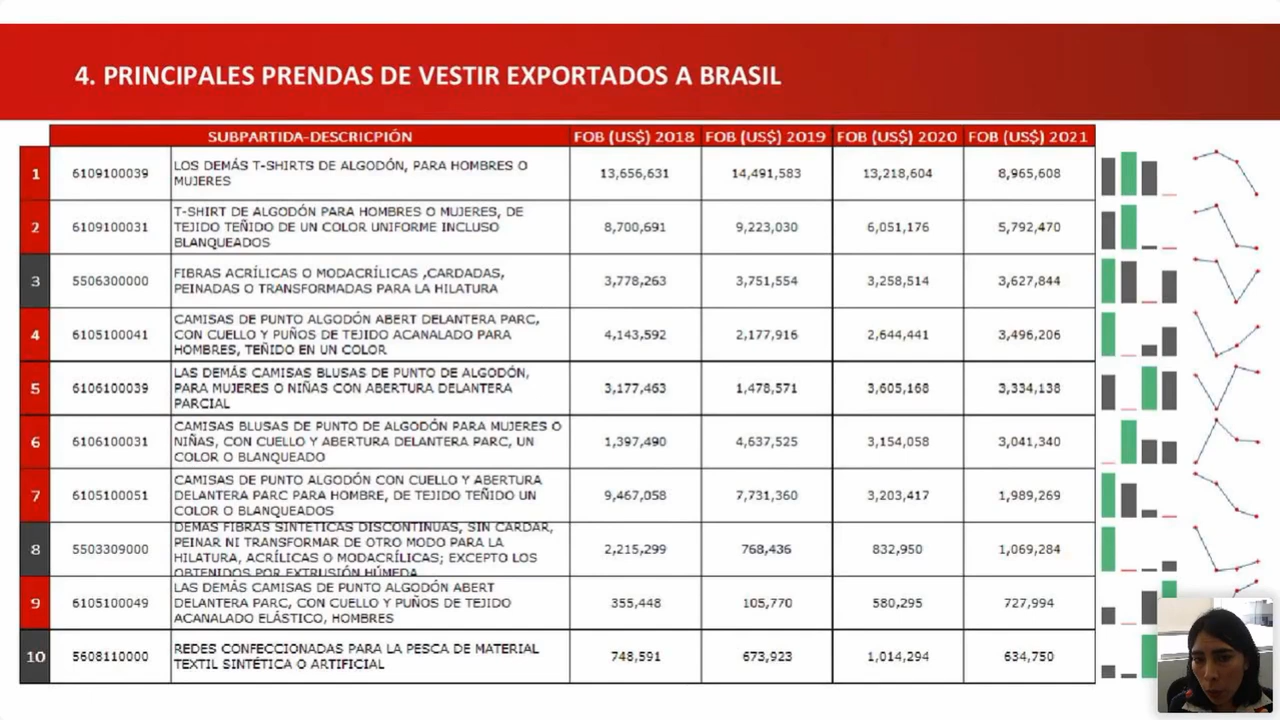 4. PRINCIPALES PRENDAS DE VESTIR EXPORTADOS A BRASIL
SUBPARTIDA-DESCRICPIÓN FOB (US$) 2018 FOB (US$) 2019 FOB (US$) 2020 FOB (US$) 2021
1 6109100039 LOS DEMÁS T-SHIRTS DE ALGODÓN, PARA HOMBRES O
MUJERES
13,656,631 14,491,583 13,218,604 8,965,608
2 6109100031 T-SHIRT DE ALGODÓN PARA HOMBRES O MUJERES, DE
TEJIDO TEÑIDO DE UN COLOR UNIFORME INCLUSO
BLANQUEADOS
8,700,691 9,223,030 6,051,176 5,792,470
3 5506300000 FIBRAS ACRÍLICAS O MODACRÍLICAS ,CARDADAS,
PEINADAS O TRANSFORMADAS PARA LA HILATURA
3,778,263 3,751,554 3,258,514 3,627,844
4 6105100041 CAMISAS DE PUNTO ALGODÓN ABERT DELANTERA PARC,
CON CUELLO Y PUÑOS DE TEJIDO ACANALADO PARA
HOMBRES, TEÑIDO EN UN COLOR
4,143,592 2,177,916 2,644,441 3,496,206
5 6106100039 LAS DEMÁS CAMISAS BLUSAS DE PUNTO DE ALGODÓN,
PARA MUJERES O NIÑAS CON ABERTURA DELANTERA
PARCIAL
3,177,463 1,478,571 3,605,168 3,334,138
6 6106100031 CAMISAS BLUSAS DE PUNTO DE ALGODÓN PARA MUJERES O
NIÑAS, CON CUELLO Y ABERTURA DELANTERA PARC, UN
COLOR O BLANQUEADO
1,397,490 4,637,525 3,154,058 3,041,340
7 6105100051 CAMISAS DE PUNTO ALGODÓN CON CUELLO Y ABERTURA
DELANTERA PARC PARA HOMBRE, DE TEJIDO TEÑIDO UN
COLOR O BLANQUEADOS
9,467,058 7,731,360 3,203,417 1,989,269
8 5503309000 DEMÁS FIBRAS SINTÉTICAS DISCONTINUAS, SIN CARDAR,
PEINAR NI TRANSFORMAR DE OTRO MODO PARA LA
HILATURA, ACRÍLICAS O MODACRÍLICAS; EXCEPTO LOS
OBTENIDOS POR EXTRUSIÓN HÚMEDA
2,215,299 768,436 832,950 1,069,284
9 6105100049 LAS DEMÁS CAMISAS DE PUNTO ALGODÓN ABERT
DELANTERA PARC, CON CUELLO Y PUÑOS DE TEJIDO
ACANALADO ELÁSTICO, HOMBRES
355,448 105,770 580,295 727,994
10 5608110000 REDES CONFECCIONADAS PARA LA PESCA DE MATERIAL
TEXTIL SINTÉTICA O ARTIFICIAL
748,591 673,923 1,014,294 634,750